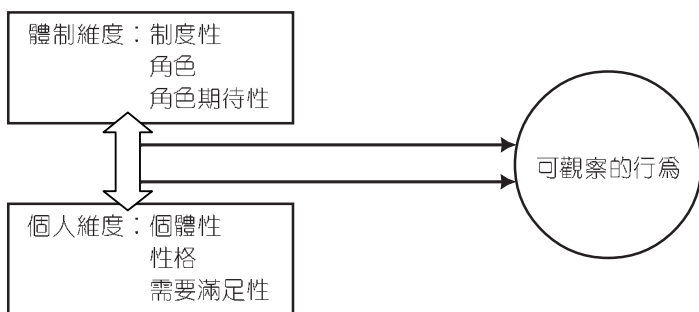 體制維度：制度性
角色
角色期待性
可觀察的行為
個人維度：個體性
性格
需要滿足性